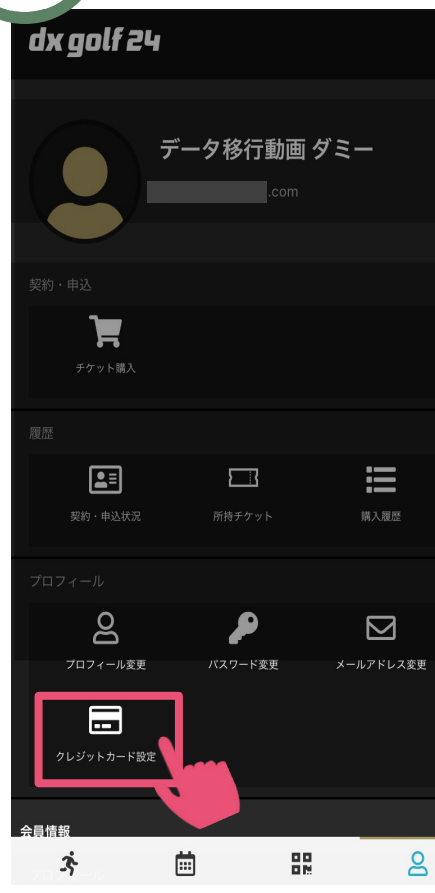 dx golf 24
データ移行動画 ダミー
.com
契約・申込
チケット購入
履歴
契約・申込状況
所持チケット
購入履歴
プロフィール
プロフィール変更
パスワード変更
メールアドレス変更
クレジットカード設定
会員情報